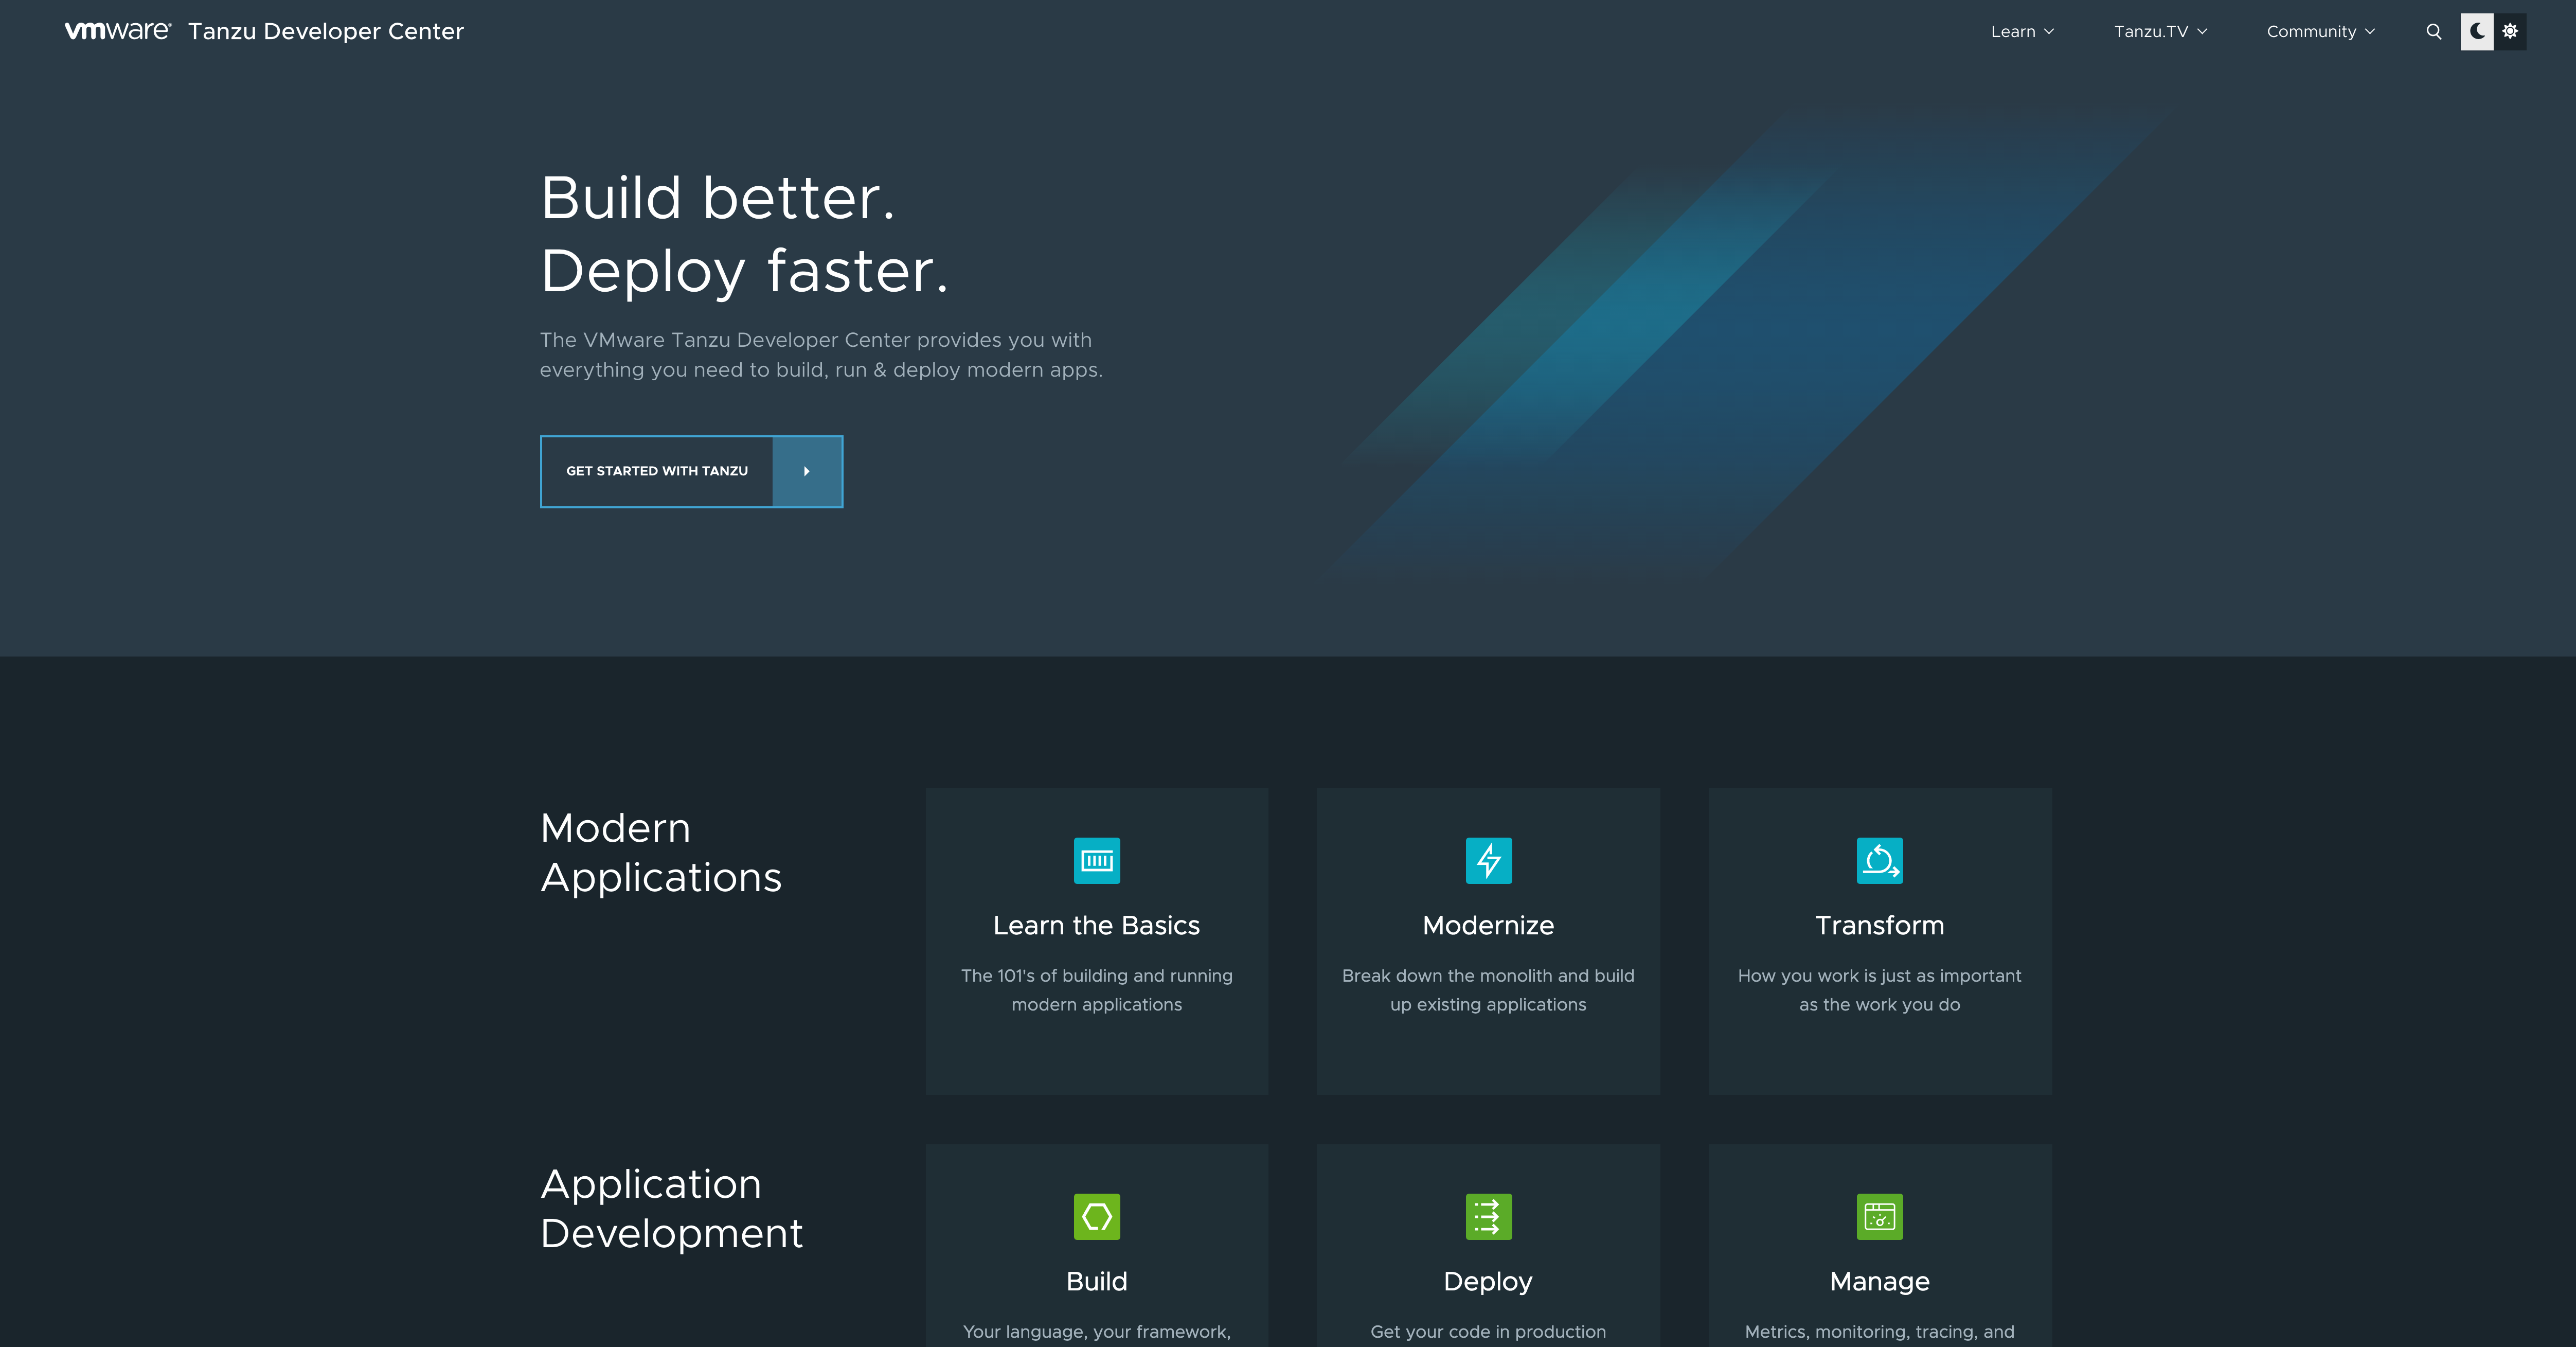 vmware® Tanzu Developer Center
Learn
Tanzu.TV
Community
Build better.
Deploy faster.
The VMware Tanzu Developer Center provides you with
everything you need to build, run & deploy modern apps.
GET STARTED WITH TANZU
Modern
Applications
Learn the Basics
The 101's of building and running
modern applications
Modernize
Break down the monolith and build
up existing applications
Transform
How you work is just as important
as the work you do
Application
Development
Build
Your language, your framework,
Deploy
Get your code in production
Manage
Metrics, monitoring, tracing, and